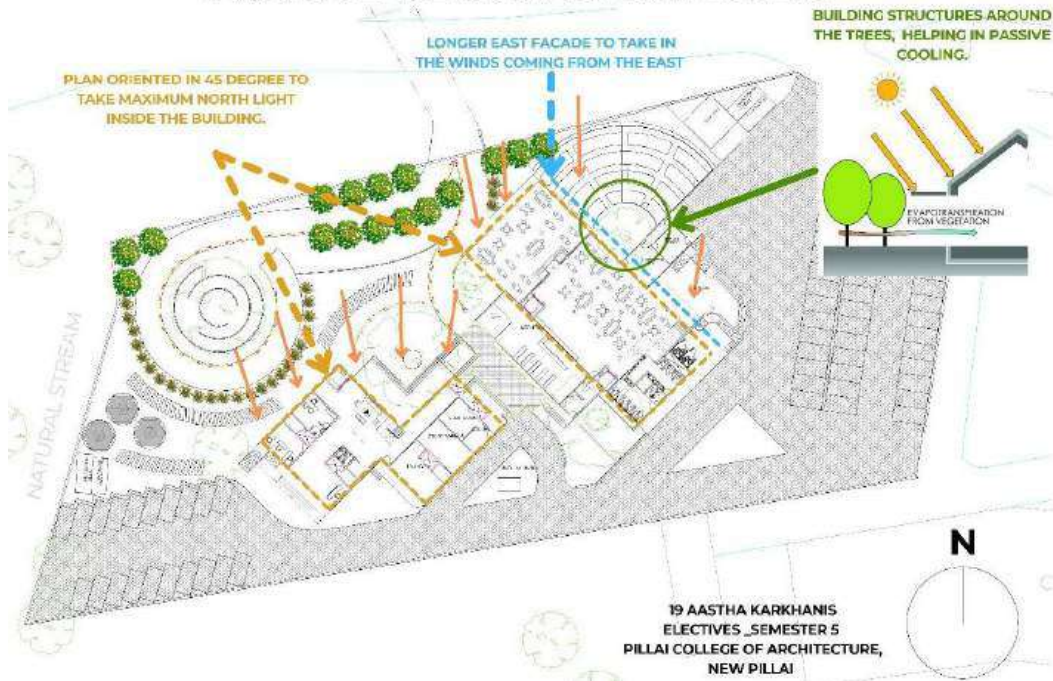 BUILDING STRUCTURES AROUND
THE TREES, HELPING IN PASSIVE
COOLING.
LONGER EAST FACADE TO TAKE IN
THE WINDS COMING FROM THE EAST
PLAN ORIENTED IN 45 DEGREE TO
TAKE MAXIMUM NORTH LIGHT
INSIDE THE BUILDING.
EVAPOTRANSPIRATION
FROM VEGETATION
NATURAL STREAM
N
19 AASTHA KARKHANIS
ELECTIVES _SEMESTER 5
PILLAI COLLEGE OF ARCHITECTURE,
NEW PILLAI